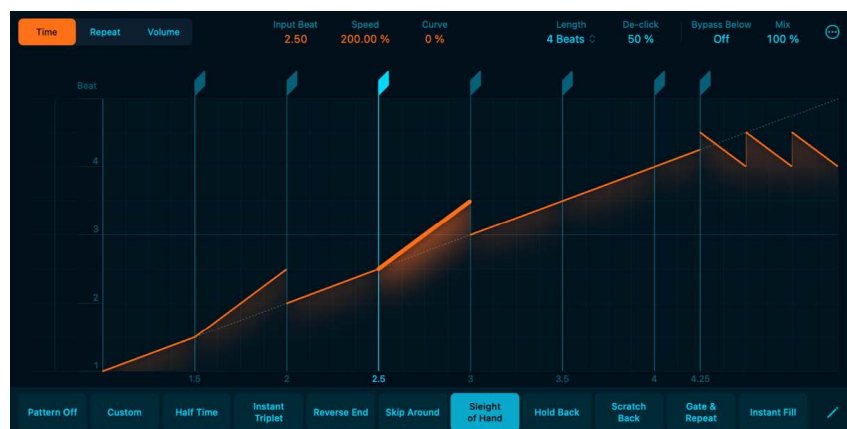 Time Repeat Volume Input Beat Speed Curve Length De-click Bypass Below Mix
2.50 200.00 % 0 % 4 Beats 50 % Off 100 %
Beat
4
3
2
1
1.5 2 2.5 3 3.5 4 4.25
Pattern Off Custom Half Time Instant Triplet Reverse End Skip Around Sleight of Hand Hold Back Scratch Back Gate & Repeat Instant Fill